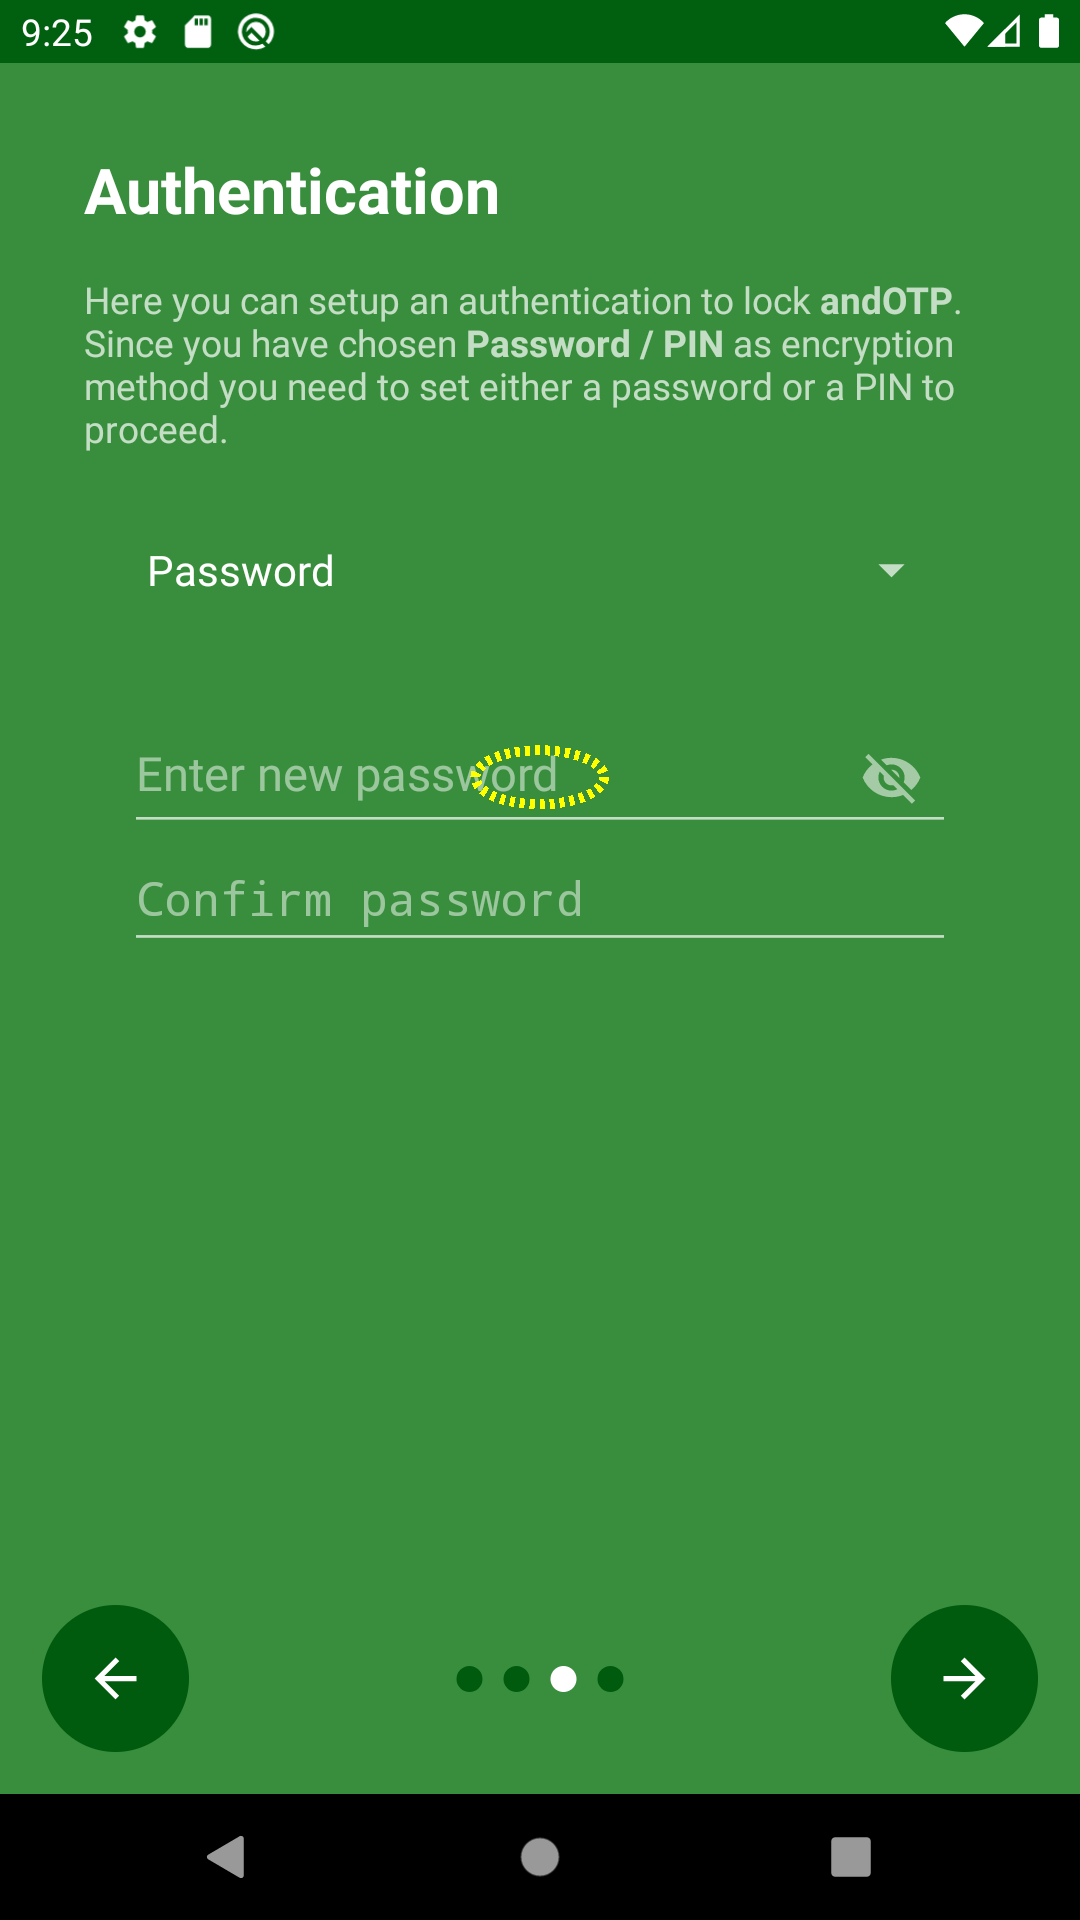 9:25
Authentication
Here you can setup an authentication to lock andOTP.
Since you have chosen Password / PIN as encryption
method you need to set either a password or a PIN to
proceed.
Password
Enter new password
Confirm password